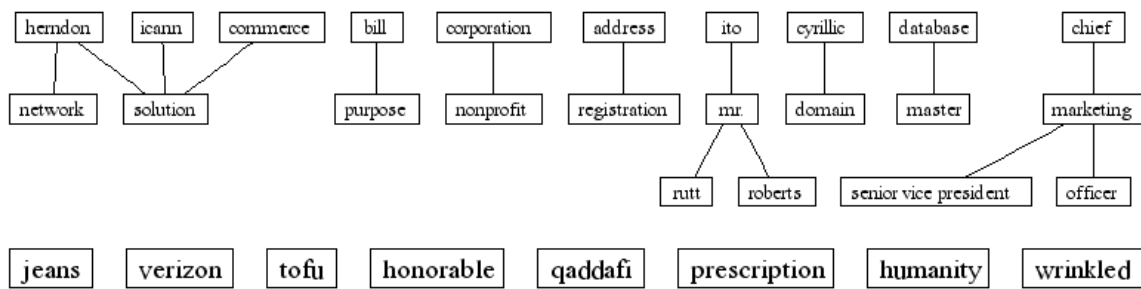 herndon icann commerce bill corporation address ito cyrillic database chief
network solution purpose nonprofit registration mr. domain master marketing
rutt roberts senior vice president officer
jeans verizon tofu honorable qaddafi prescription humanity wrinkled